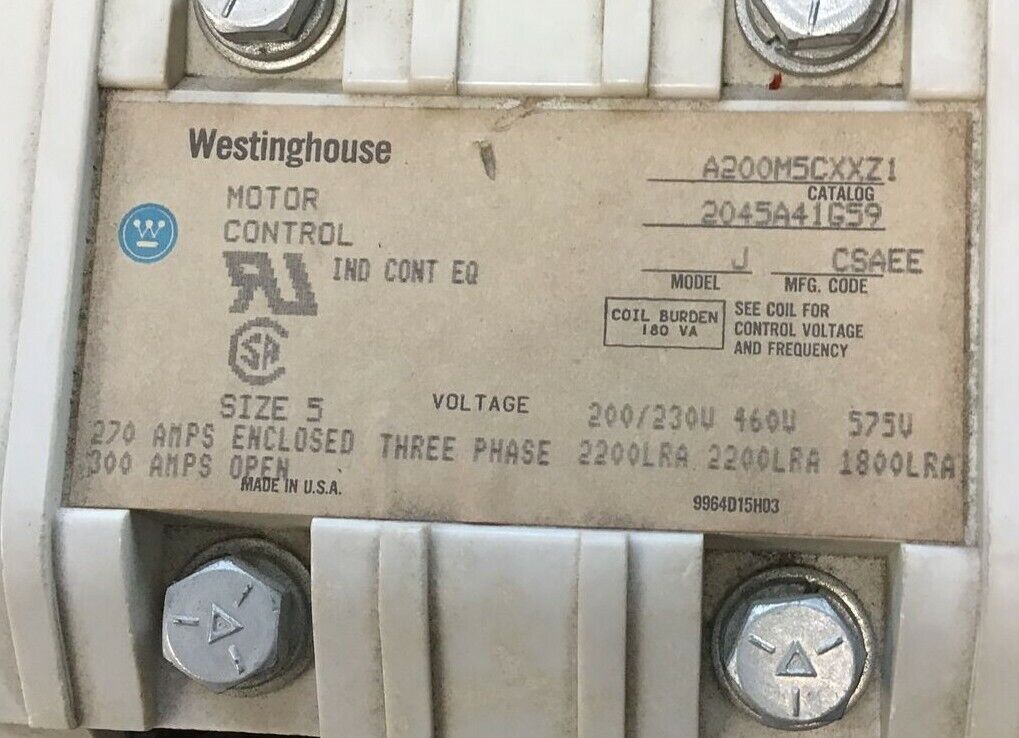 Westinghouse
A200M5CXXZ1
CATALOG
MOTOR
CONTROL
2045A41G59
IND CONT EQ
J CSAEE
MODEL MFG. CODE
COIL BURDEN
180 VA
SEE COIL FOR
CONTROL VOLTAGE
AND FREQUENCY
SA
SIZE 5
VOLTAGE 200/230V 460V 575V
270 AMPS ENCLOSED THREE PHASE 2200LRA 2200LRA 1800LRA
300 AMPS OPEN
MADE IN U.S.A.
9964D15H03